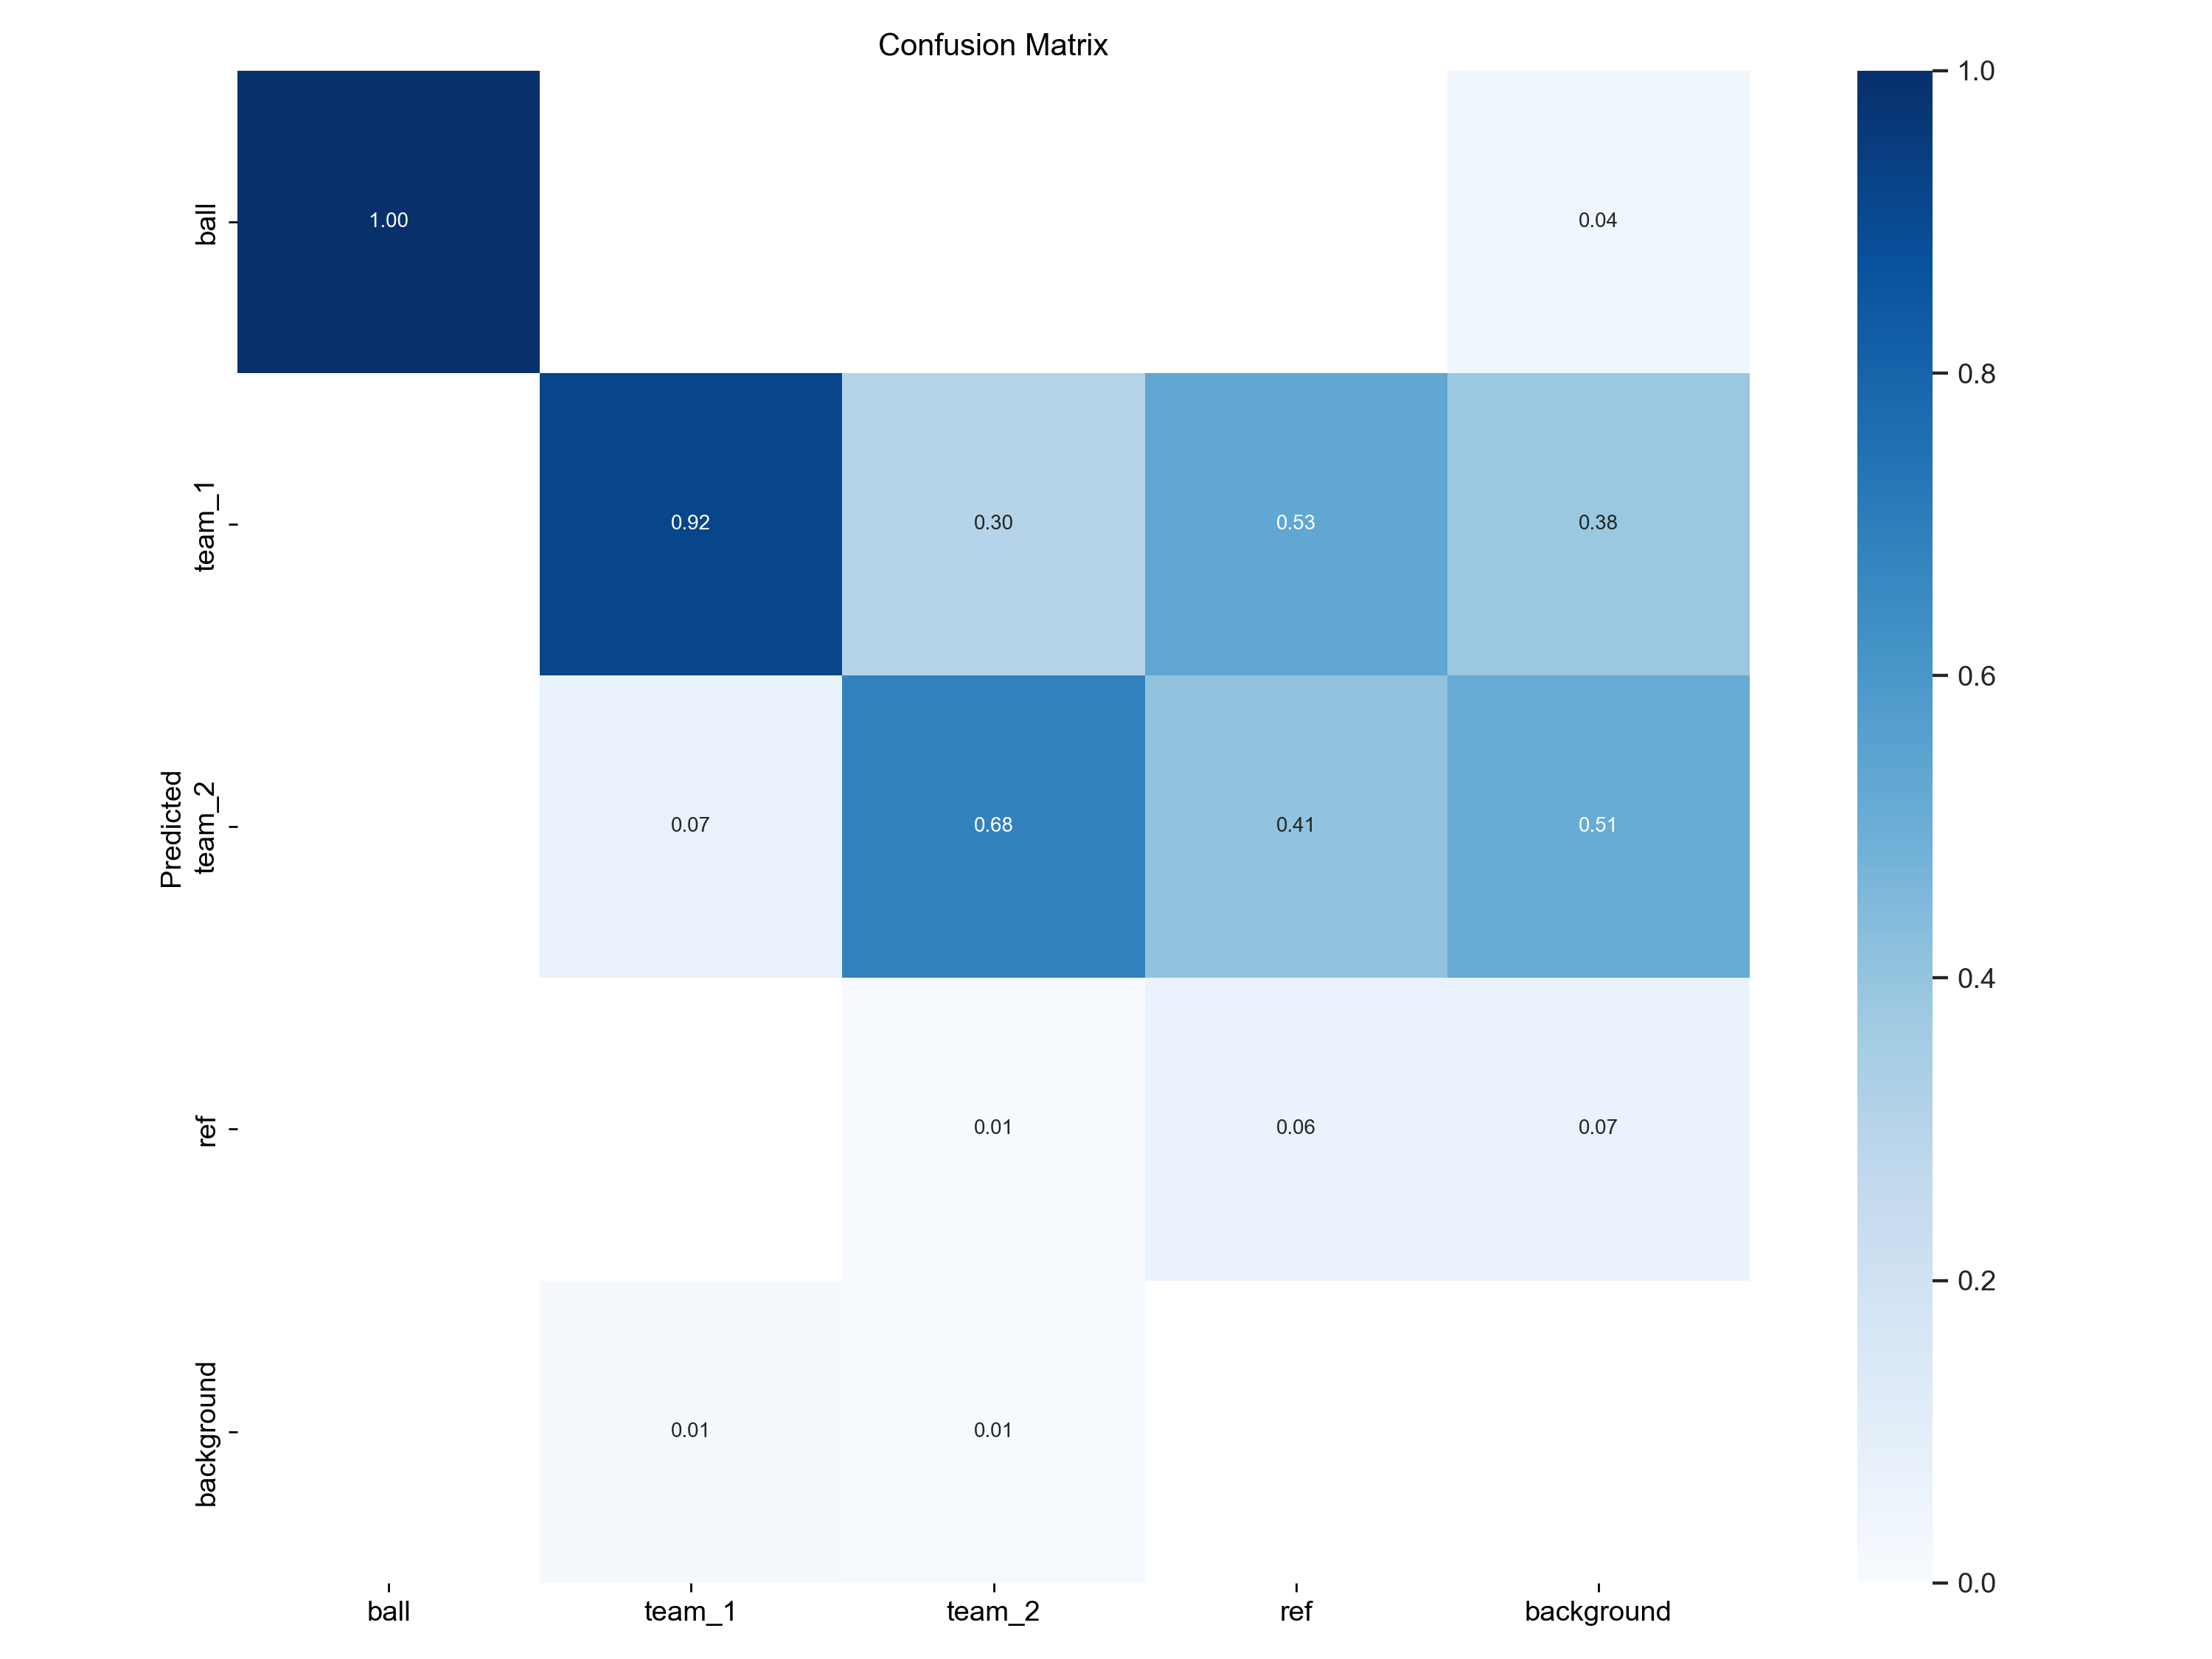 Confusion Matrix
1.0
ball
1.00
0.04
0.8
team_1
0.92
0.30
0.53
0.38
0.6
Predicted
team_2
0.07
0.68
0.41
0.51
0.4
ref
0.01
0.06
0.07
0.2
background
0.01
0.01
0.0
ball
team_1
team_2
ref
background